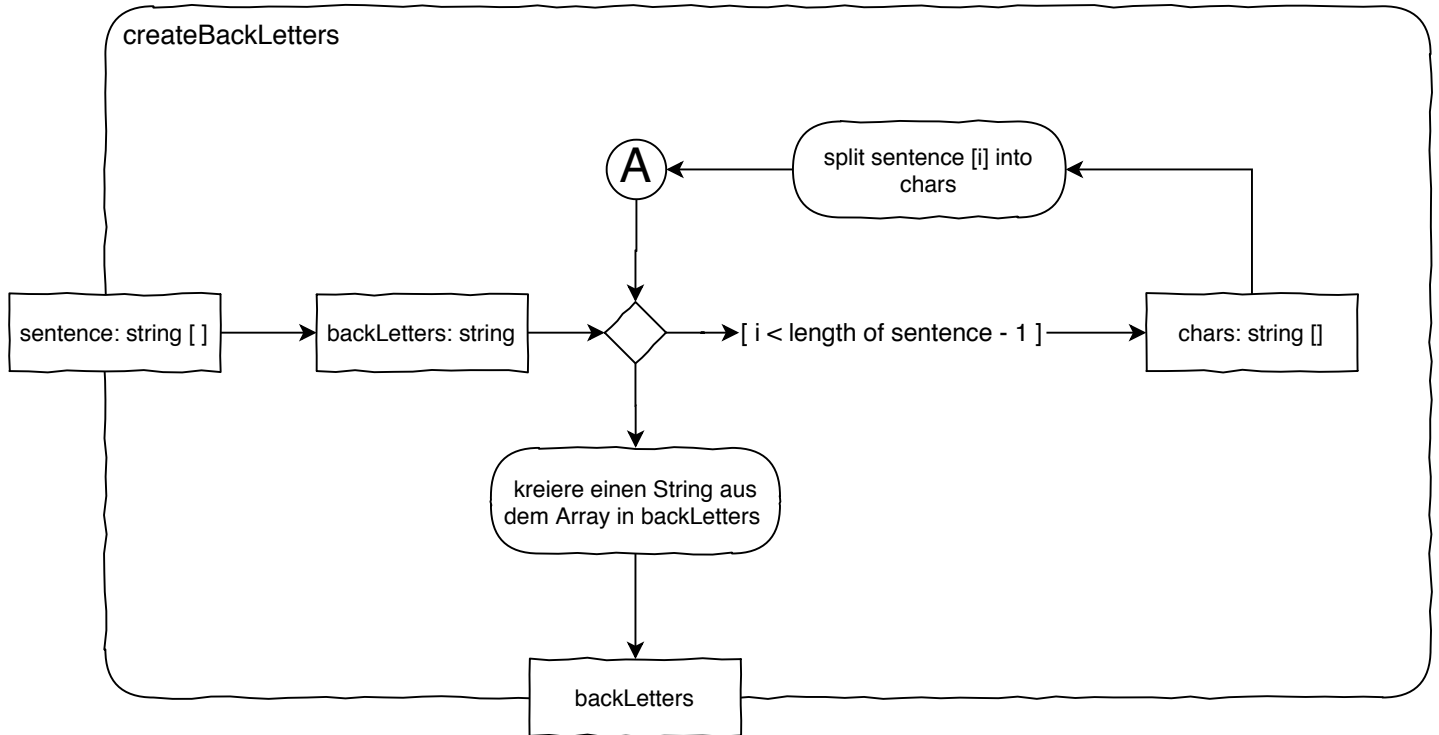 createBackLetters
A
split sentence [i] into
chars
sentence: string [ ]
backLetters: string
[ i < length of sentence - 1 ]
chars: string []
kreiere einen String aus
dem Array in backLetters
backLetters